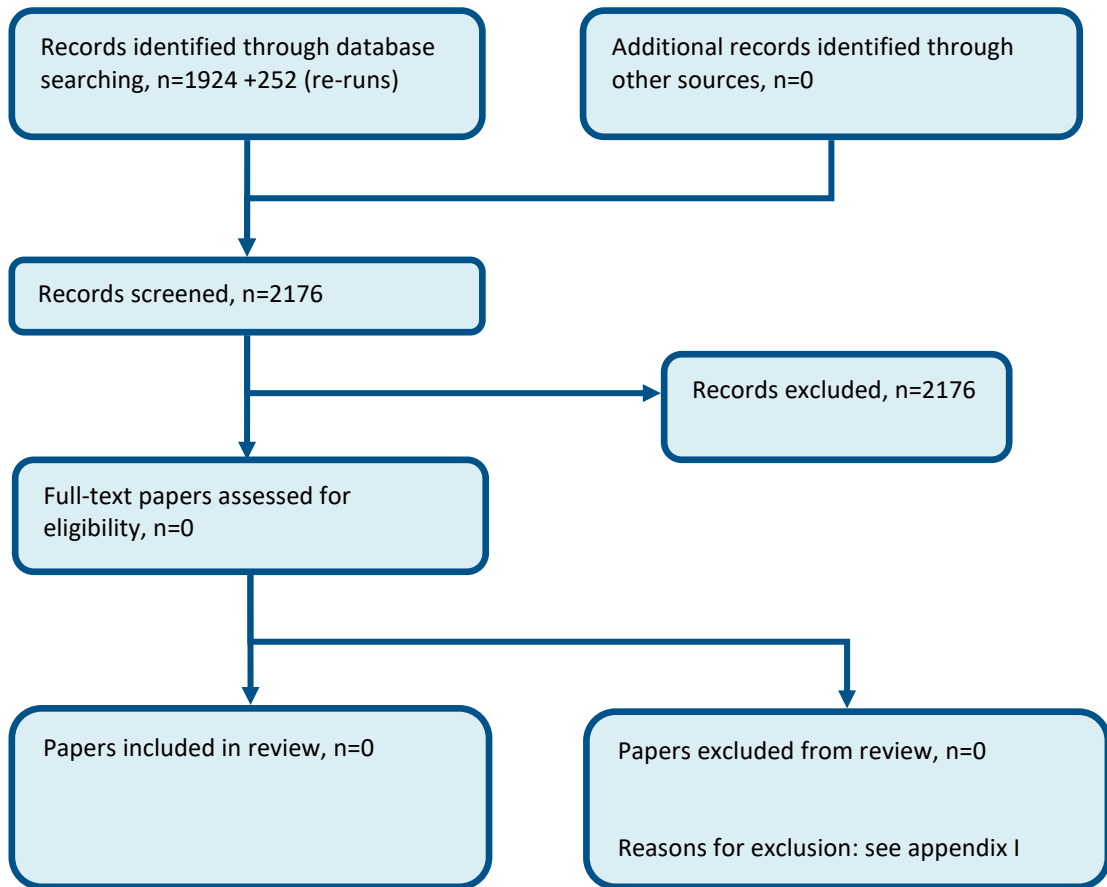 Records identified through database
searching, n=1924 +252 (re-runs)
Additional records identified through
other sources, n=0
Records screened, n=2176
Records excluded, n=2176
Full-text papers assessed for
eligibility, n=0
Papers included in review, n=0
Papers excluded from review, n=0
Reasons for exclusion: see appendix I